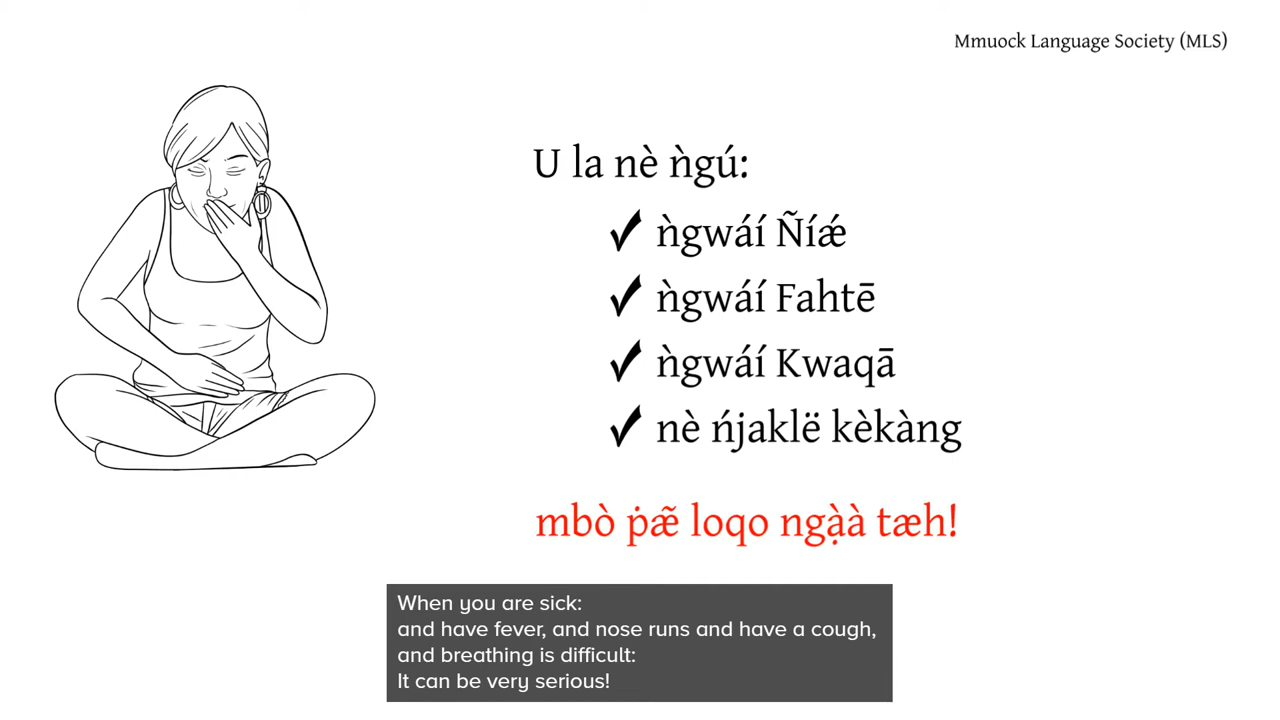 Mmuock Language Society (MLS)
U la nè ǹgú:
✓ ǹgwáí Ñíǽ
✓ ǹgwáí Fahtē
✓ ǹgwáí Kwaqā
✓ nè ńjaklë kèkàng
mbò ṗæ̃ loqo ngạ̀à tæh!
When you are sick:
and have fever, and nose runs and have a cough,
and breathing is difficult:
It can be very serious!